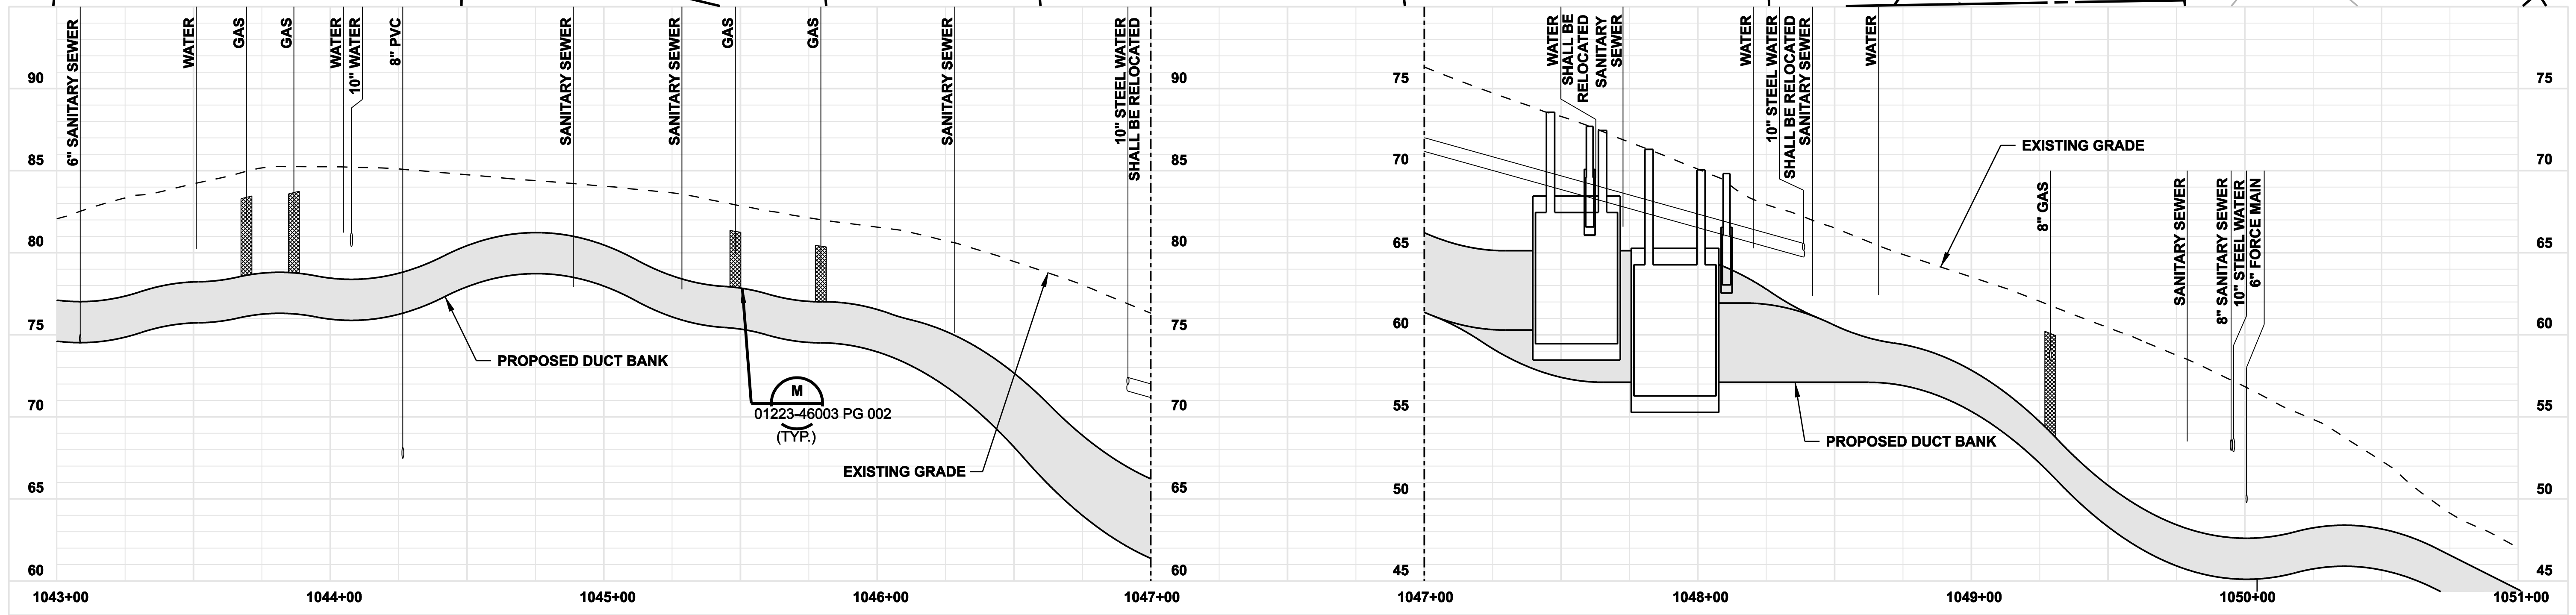 6" SANITARY SEWER
WATER
GAS
GAS
WATER
10" WATER
8" PVC
SANITARY SEWER
SANITARY SEWER
GAS
GAS
SANITARY SEWER
10" STEEL WATER
SHALL BE RELOCATED
90
85
80
75
70
65
60
PROPOSED DUCT BANK
M
01223-46003 PG 002
(TYP.)
EXISTING GRADE
90
85
80
75
70
65
60
1043+00
1044+00
1045+00
1046+00
1047+00
75
70
65
60
55
50
45
WATER
SHALL BE
RELOCATED
SANITARY
SEWER
WATER
10" STEEL WATER
SHALL BE RELOCATED
SANITARY SEWER
WATER
EXISTING GRADE
8" GAS
SANITARY SEWER
8" SANITARY SEWER
10" STEEL WATER
6" FORCE MAIN
PROPOSED DUCT BANK
75
70
65
60
55
50
45
1047+00
1048+00
1049+00
1050+00
1051+00